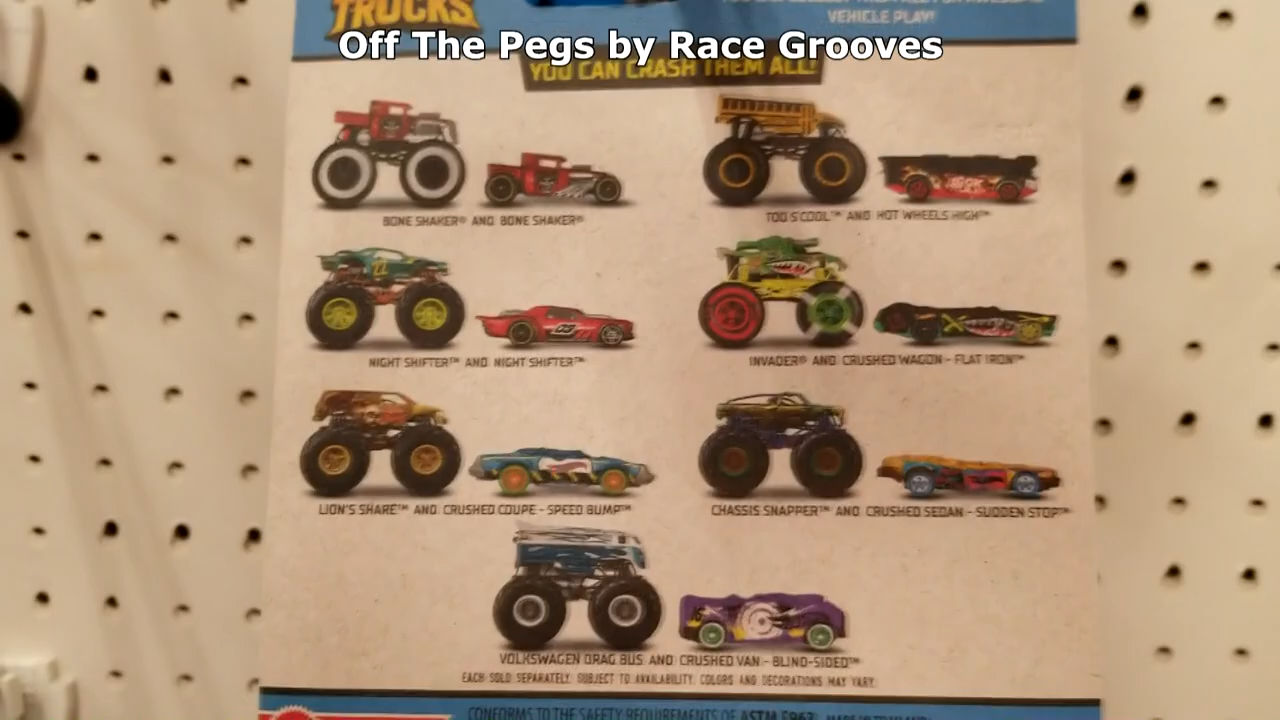 TRUCKS
VEHICLE PLAY!
Off The Pegs by Race Grooves
YOU CAN CRASH THEM ALL!
BONE SHAKER® AND BONE SHAKER®
TOO S'COOL™ AND HOT WHEELS HIGH™
NIGHT SHIFTER™ AND NIGHT SHIFTER™
INVADER® AND CRUSHED WAGON - FLAT IRON™
LION'S SHARE™ AND CRUSHED COUPE - SPEED BUMP™
CHASSIS SNAPPER™ AND CRUSHED SEDAN - SUDDEN STOP™
VOLKSWAGEN DRAG BUS AND CRUSHED VAN - BLIND-SIDED™
EACH SOLD SEPARATELY. SUBJECT TO AVAILABILITY. COLORS AND DECORATIONS MAY VARY.
CONFORMS TO THE SAFETY REQUIREMENTS OF ASTM F963.